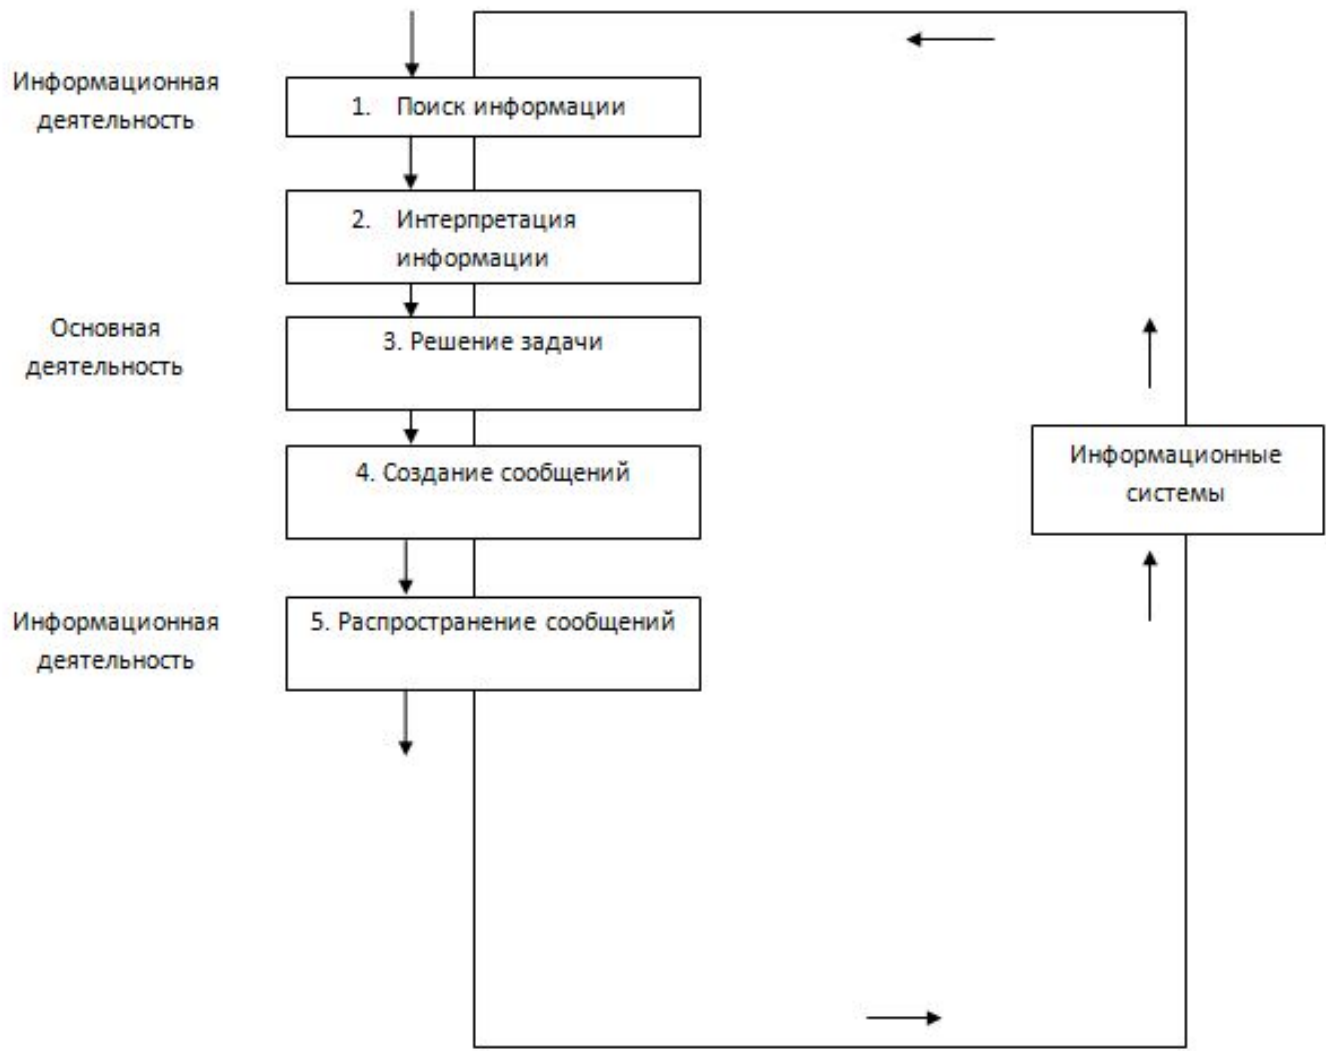 Информационная
деятельность
1. Поиск информации
2. Интерпретация
информации
Основная
деятельность
3. Решение задачи
4. Создание сообщений
Информационные
системы
Информационная
деятельность
5. Распространение сообщений